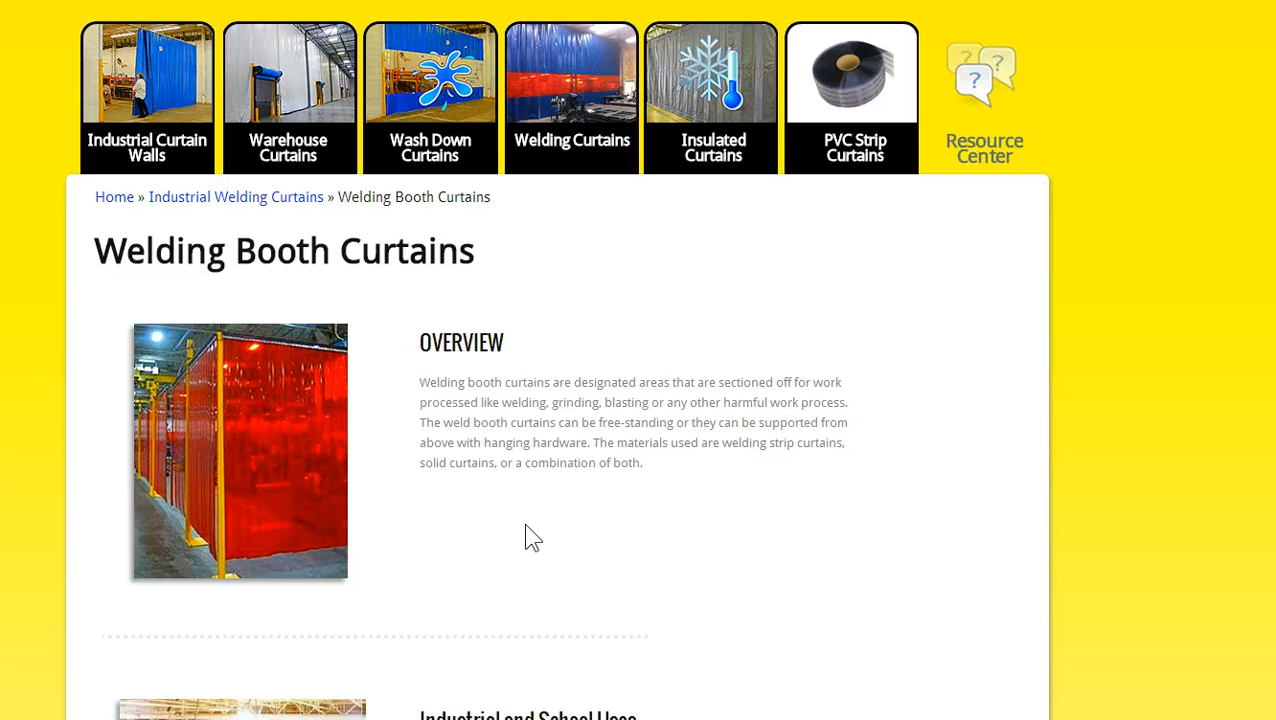 Industrial Curtain
Walls
Warehouse
Curtains
Wash Down
Curtains
Welding Curtains
Insulated
Curtains
PVC Strip
Curtains
? ? ?
Resource
Center
Home » Industrial Welding Curtains » Welding Booth Curtains
Welding Booth Curtains
OVERVIEW
Welding booth curtains are designated areas that are sectioned off for work
processed like welding, grinding, blasting or any other harmful work process.
The weld booth curtains can be free-standing or they can be supported from
above with hanging hardware. The materials used are welding strip curtains,
solid curtains, or a combination of both.
Industrial and School Uses